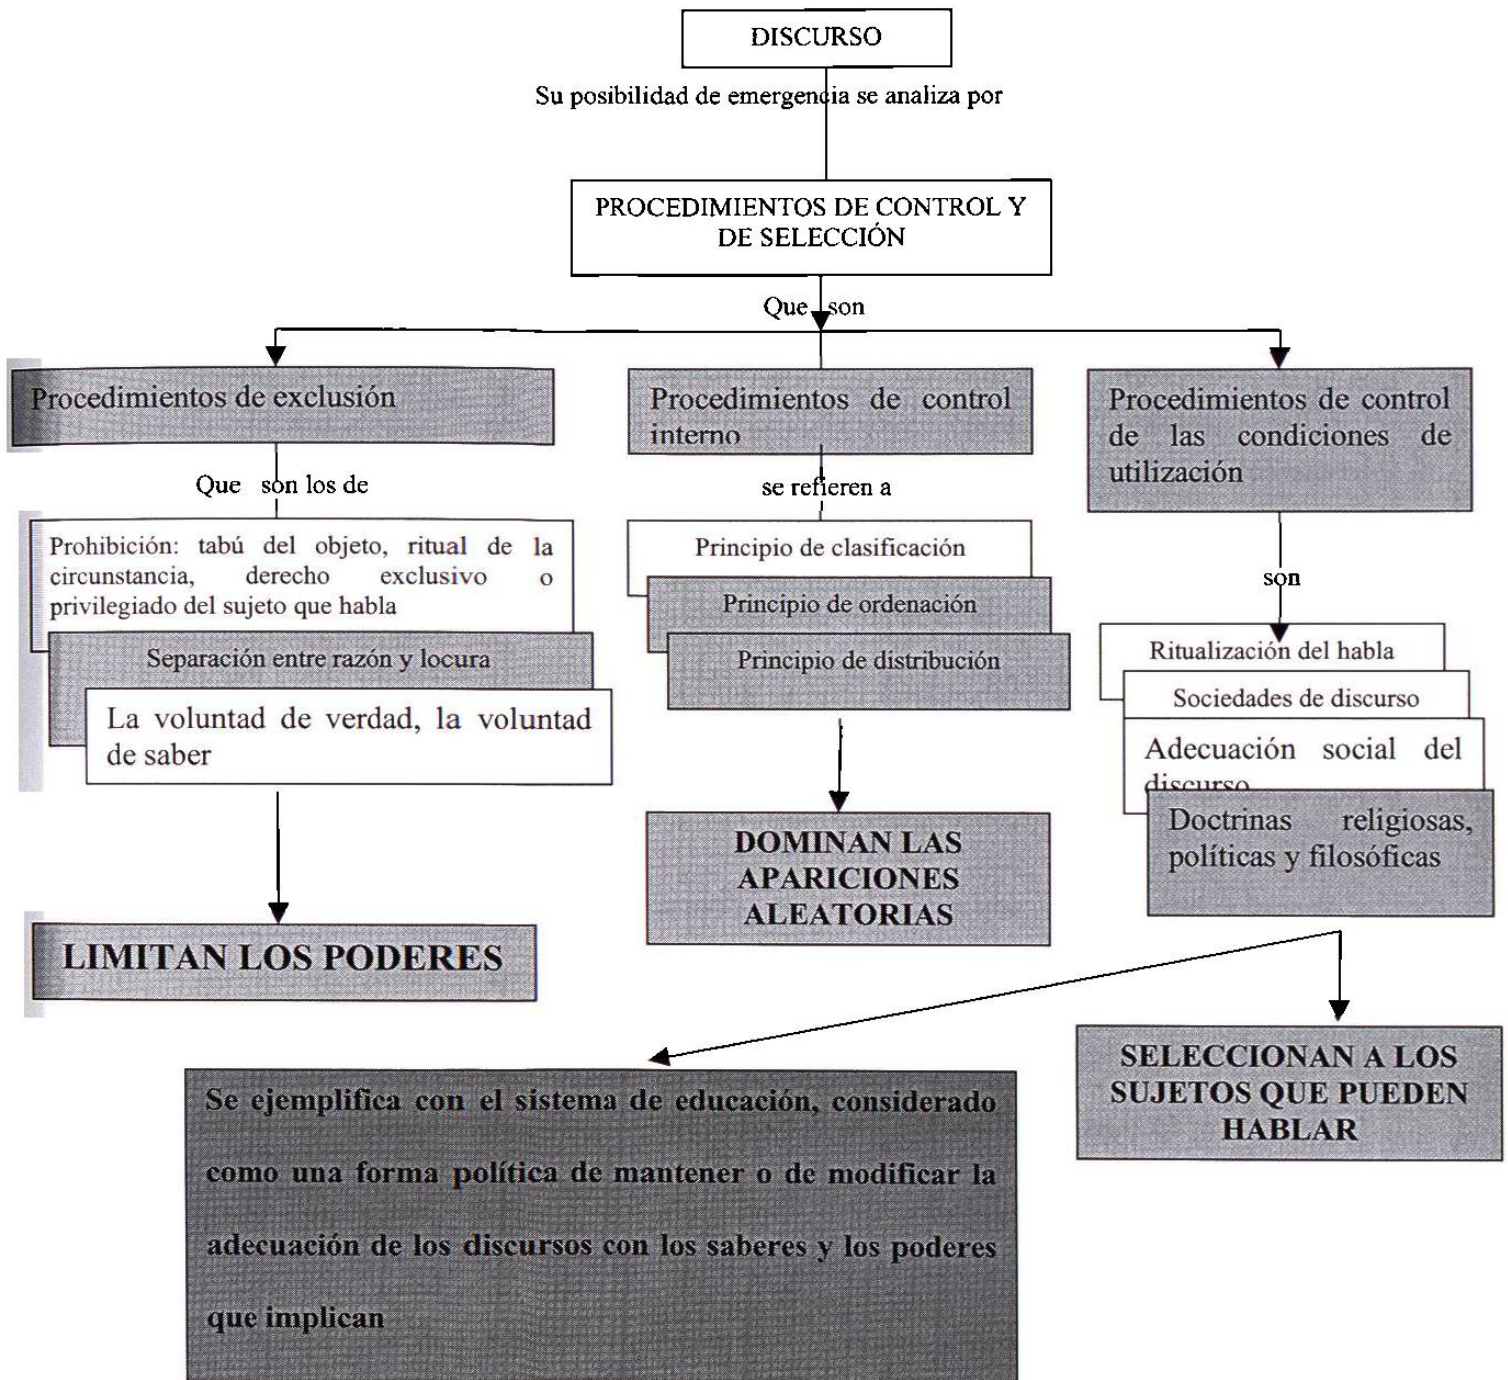 DISCURSO
Su posibilidad de emergencia se analiza por
PROCEDIMIENTOS DE CONTROL Y
DE SELECCIÓN
Que son
Procedimientos de exclusión
Que son los de
Prohibición: tabú del objeto, ritual de la
circunstancia, derecho exclusivo o
privilegiado del sujeto que habla
Separación entre razón y locura
La voluntad de verdad, la voluntad
de saber
LIMITAN LOS PODERES
Procedimientos de control
interno
se refieren a
Principio de clasificación
Principio de ordenación
Principio de distribución
DOMINAN LAS
APARICIONES
ALEATORIAS
Procedimientos de control
de las condiciones de
utilización
son
Ritualización del habla
Sociedades de discurso
Adecuación social del
discurso
Doctrinas religiosas,
políticas y filosóficas
SELECCIONAN A LOS
SUJETOS QUE PUEDEN
HABLAR
Se ejemplifica con el sistema de educación, considerado
como una forma política de mantener o de modificar la
adecuación de los discursos con los saberes y los poderes
que implican